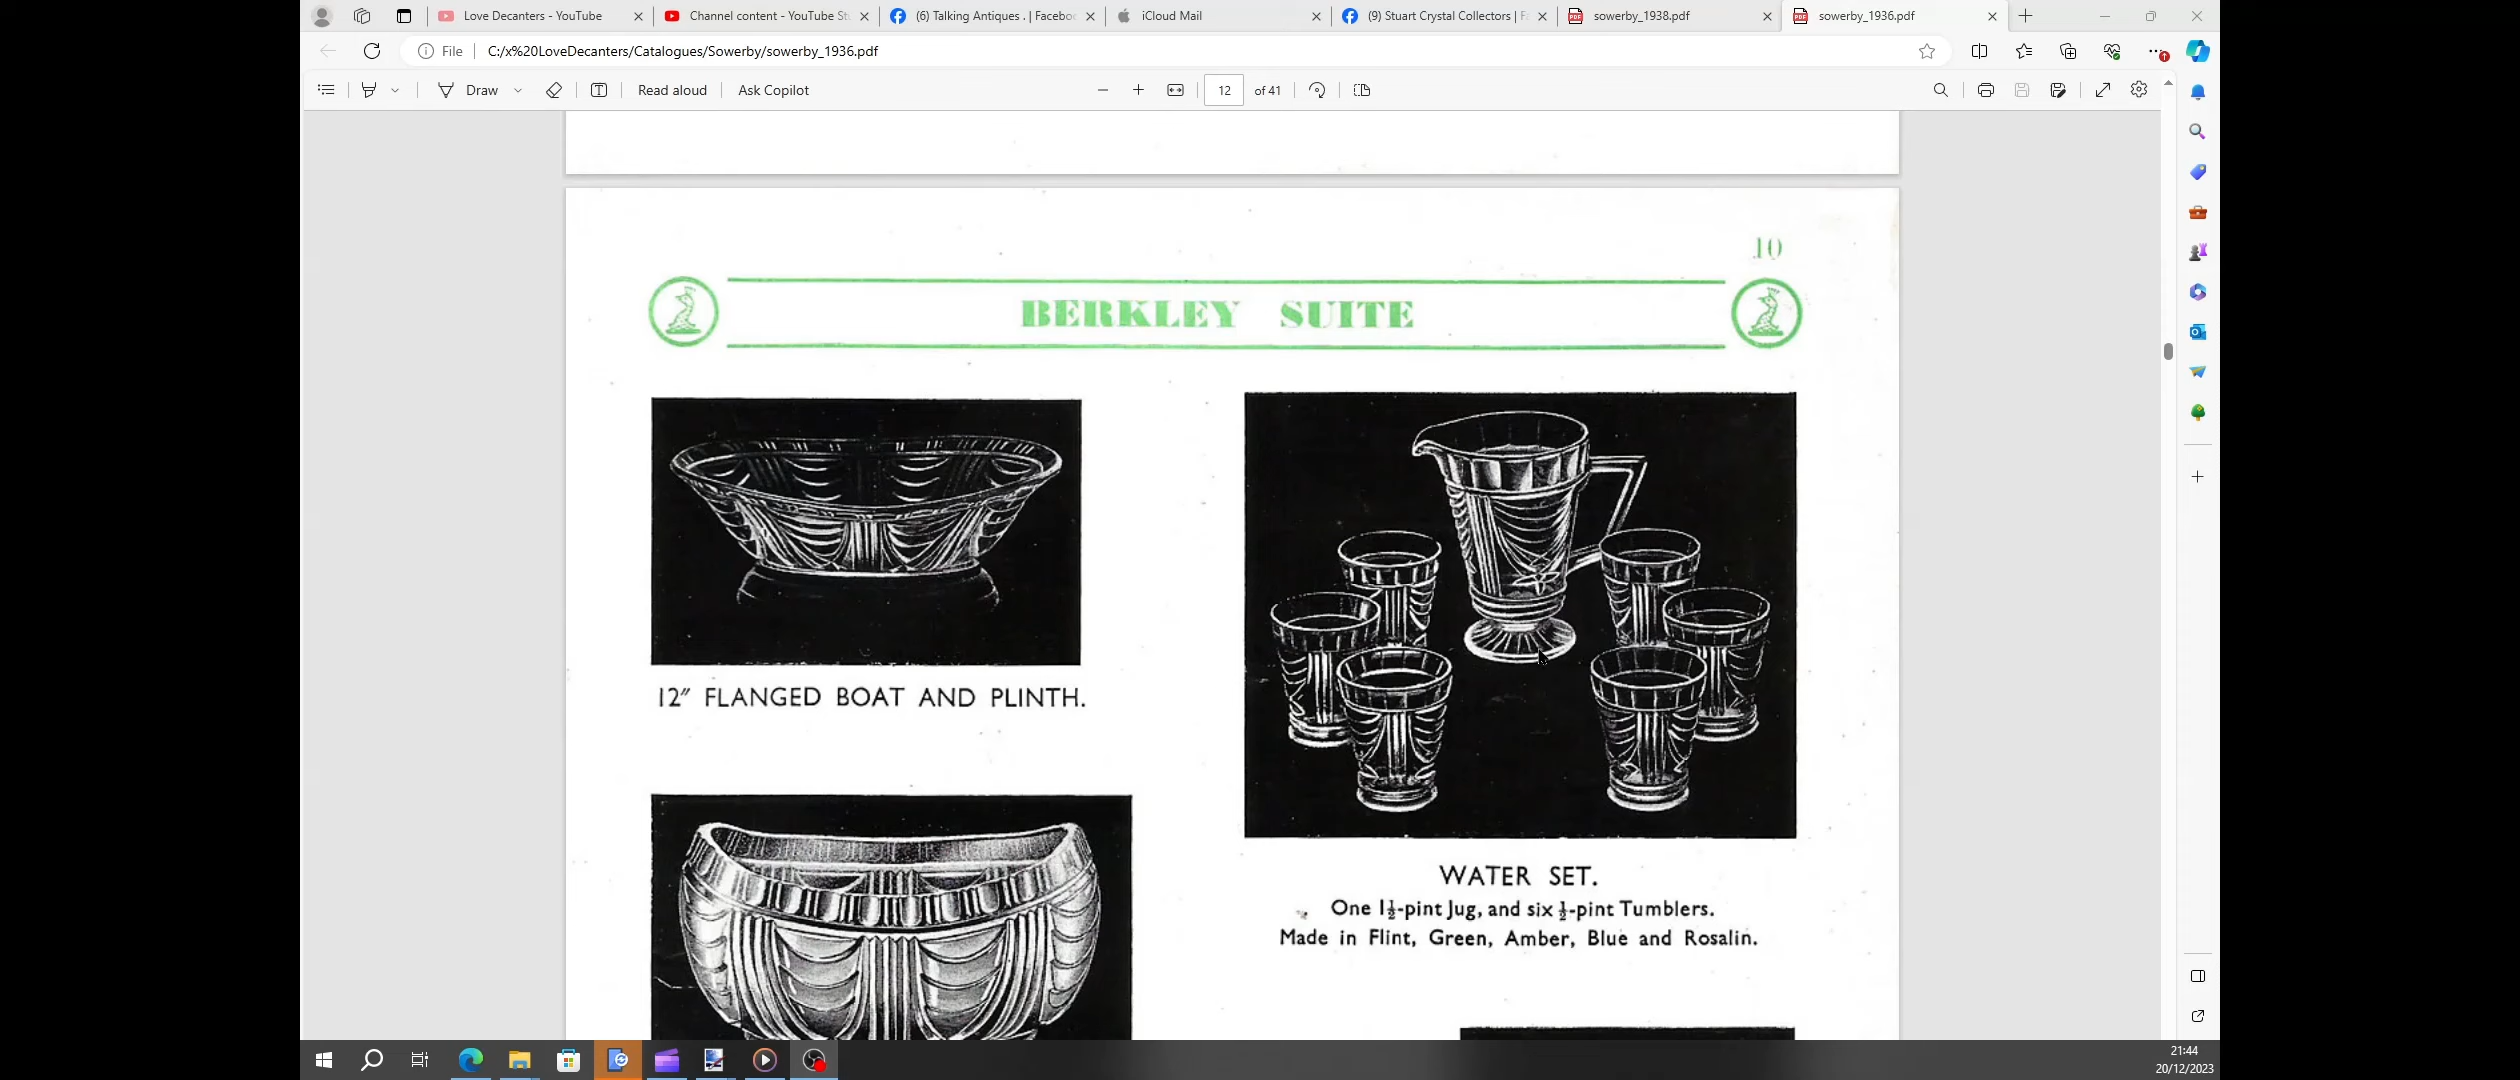 Love Decanters - YouTube
Channel content - YouTube St
(6) Talking Antiques . | Facebo
iCloud Mail
(9) Stuart Crystal Collectors | F
sowerby_1938.pdf
sowerby_1936.pdf
File
C:/x%20LoveDecanters/Catalogues/Sowerby/sowerby_1936.pdf
Draw
Read aloud
Ask Copilot
12
of 41
10
BERKLEY SUITE
12" FLANGED BOAT AND PLINTH.
WATER SET.
One 1½-pint Jug, and six ½-pint Tumblers.
Made in Flint, Green, Amber, Blue and Rosalin.
21:44
20/12/2023